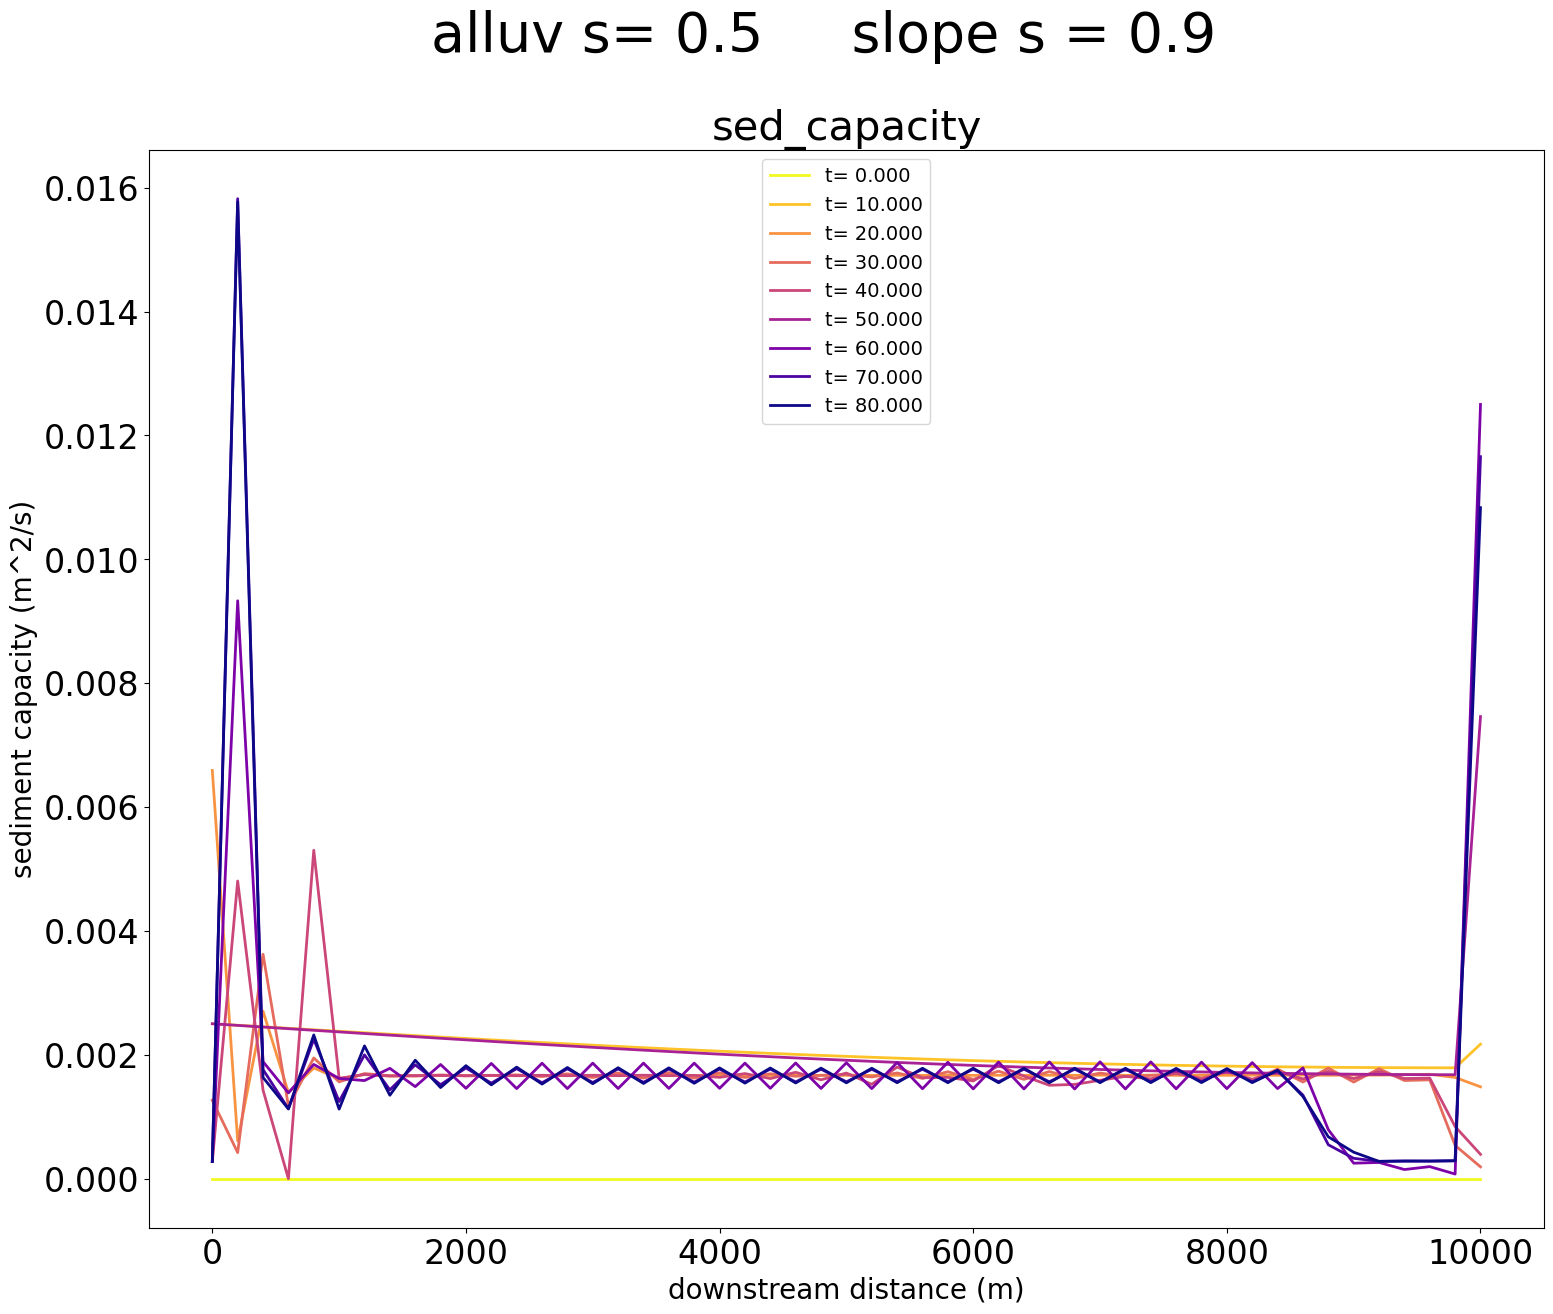 alluv s= 0.5 slope s = 0.9
sed_capacity
t= 0.000
t= 10.000
t= 20.000
t= 30.000
t= 40.000
t= 50.000
t= 60.000
t= 70.000
t= 80.000
0.016
0.014
0.012
0.010
0.008
0.006
0.004
0.002
0.000
sediment capacity (m^2/s)
0 2000 4000 6000 8000 10000
downstream distance (m)